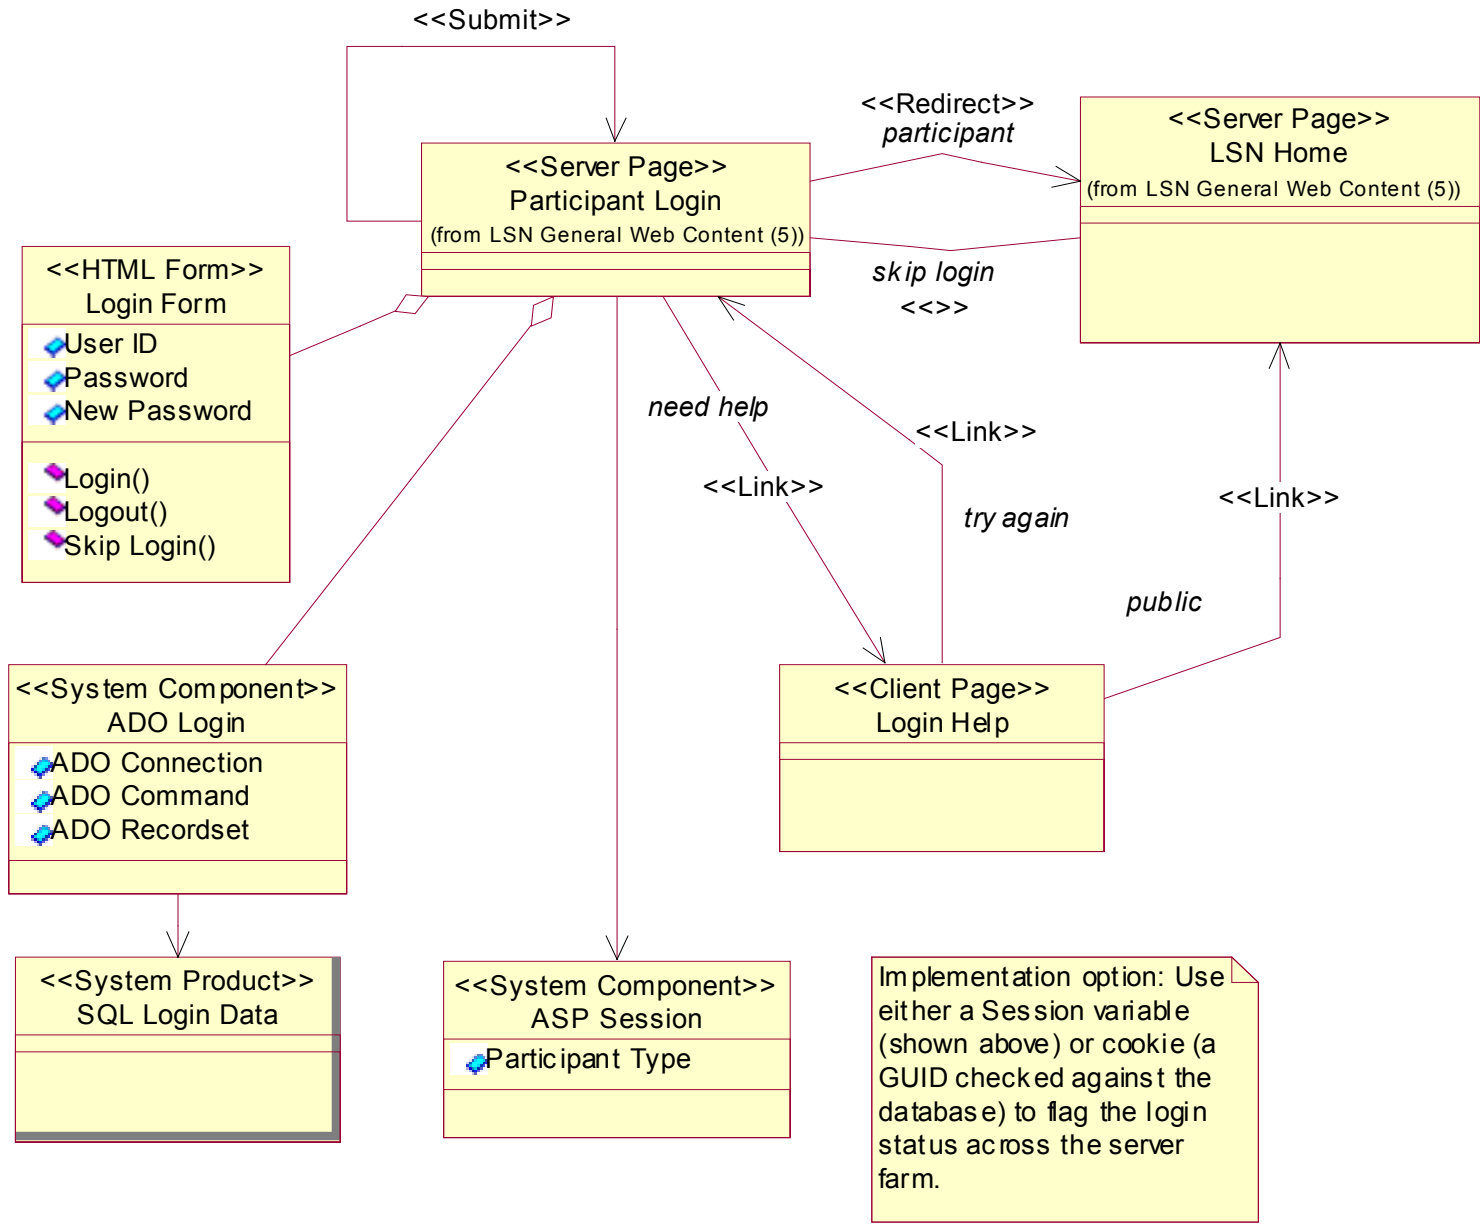 <<Submit>>
<<Redirect>>
participant
<<Server Page>>
LSN Home
(from LSN General Web Content (5))
<<Server Page>>
Participant Login
(from LSN General Web Content (5))
skip login
<<>>
<<HTML Form>>
Login Form
User ID
Password
New Password
Login()
Logout()
Skip Login()
need help
<<Link>>
<<Link>>
try again
<<Link>>
public
<<System Component>>
ADO Login
ADO Connection
ADO Command
ADO Recordset
<<Client Page>>
Login Help
<<System Product>>
SQL Login Data
<<System Component>>
ASP Session
Participant Type
Implementation option: Use
either a Session variable
(shown above) or cookie (a
GUID checked against the
database) to flag the login
status across the server
farm.